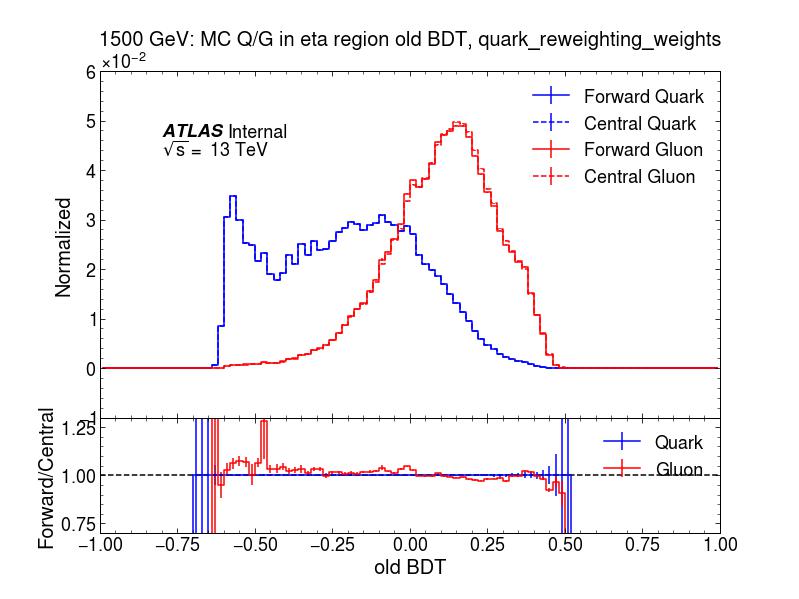 1500 GeV: MC Q/G in eta region old BDT, quark_reweighting_weights
×10⁻²
6
5
4
3
2
1
0
−1
Normalized
ATLAS Internal
√s = 13 TeV
Forward Quark
Central Quark
Forward Gluon
Central Gluon
1.25
1.00
0.75
Forward/Central
Quark
Gluon
−1.00 −0.75 −0.50 −0.25 0.00 0.25 0.50 0.75 1.00
old BDT